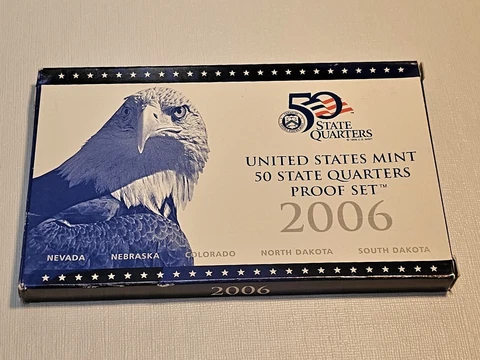 50
STATE
QUARTERS
UNITED STATES MINT
50 STATE QUARTERS
PROOF SET™
2006
NEVADA NEBRASKA COLORADO NORTH DAKOTA SOUTH DAKOTA
2006